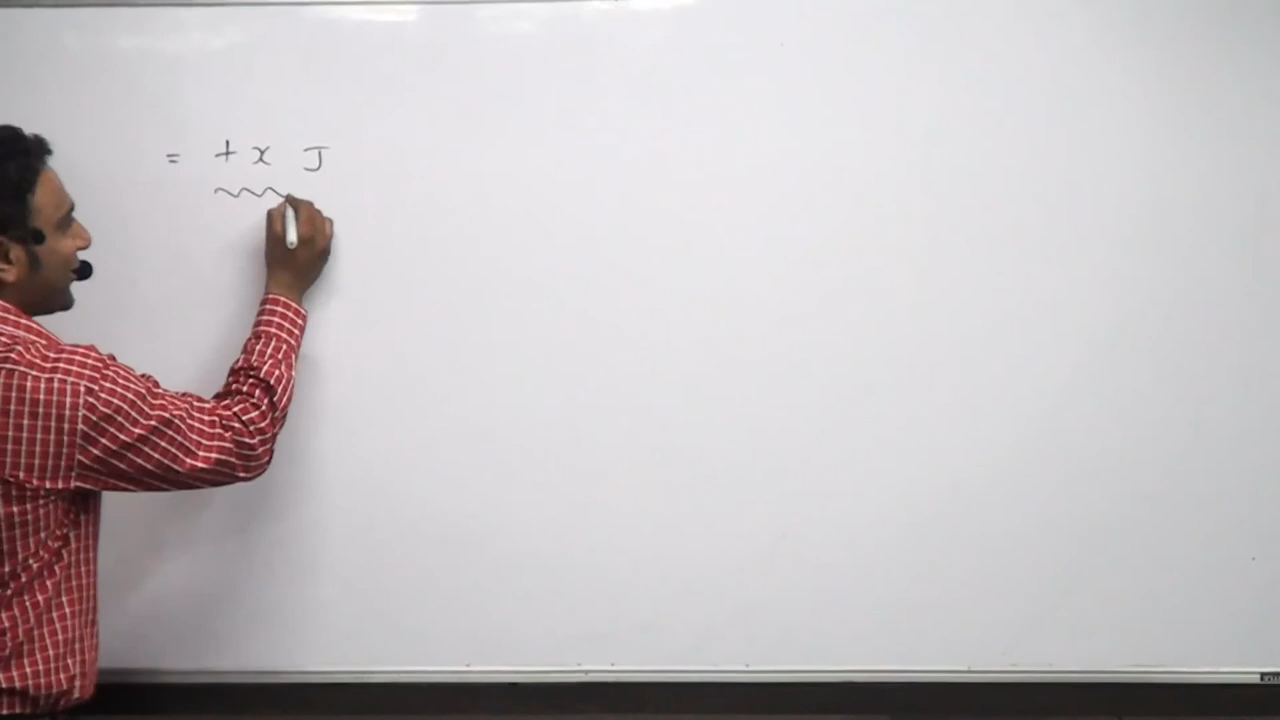 = +x J